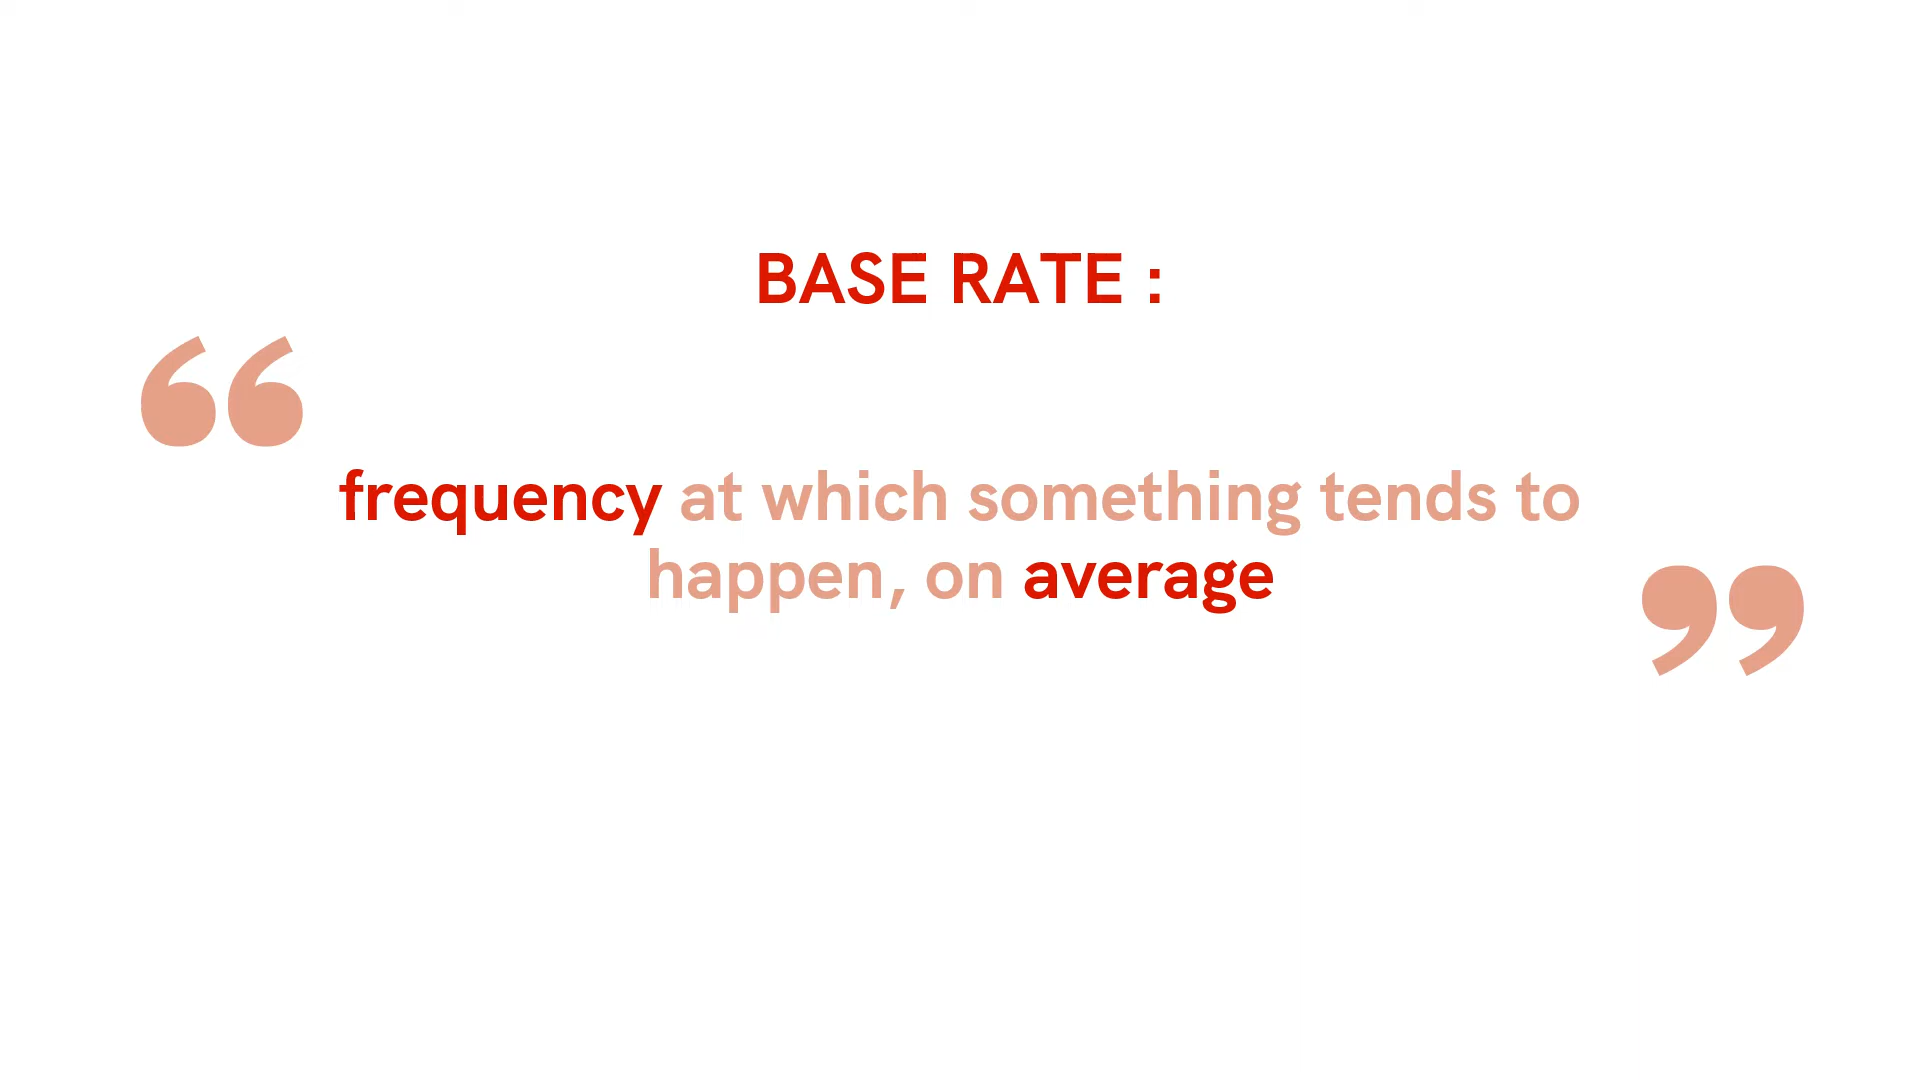 BASE RATE :
“
frequency at which something tends to
happen, on average
”